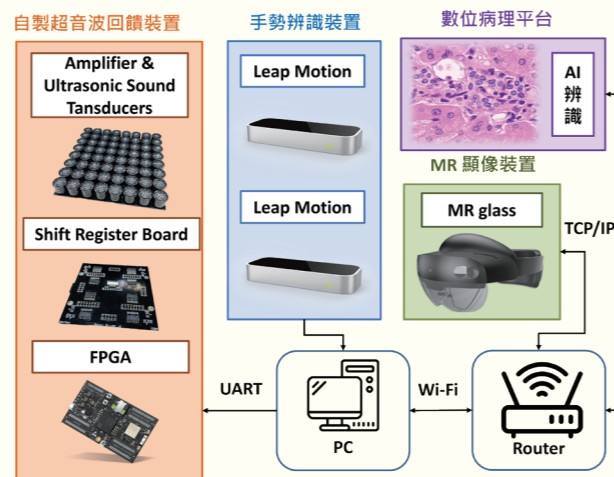 自製超音波回饋裝置
Amplifier &
Ultrasonic Sound
Tansducers
Shift Register Board
FPGA
手勢辨識裝置
Leap Motion
Leap Motion
數位病理平台
AI
辨
識
MR 顯像裝置
MR glass
TCP/IP
UART
PC
Wi-Fi
Router